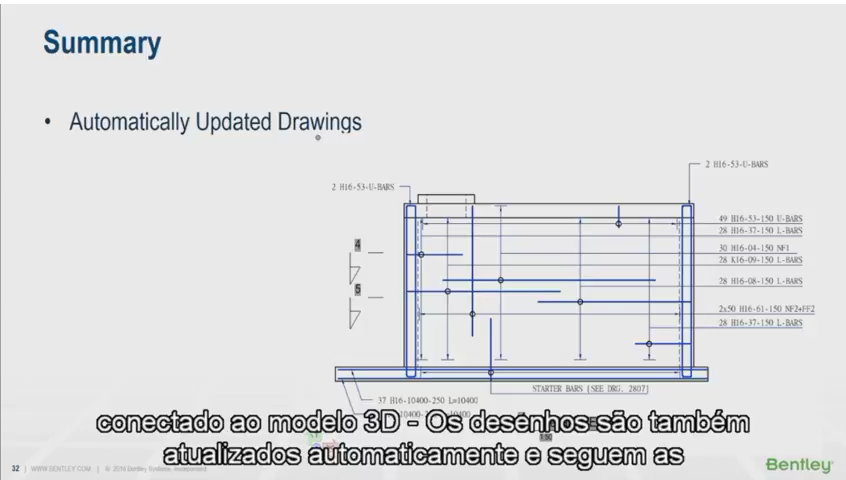 Summary
• Automatically Updated Drawings
2 H16-53-U-BARS
2 H16-53-U-BARS
49 H16-53-150 U-BARS
28 H16-37-150 L-BARS
4
30 H16-04-150 NF1
28 K16-09-150 L-BARS
28 H16-08-150 L-BARS
5
2x50 H16-61-150 NF2+FF2
28 H16-37-150 L-BARS
STARTER BARS [SEE DRG. 2807]
37 H16-10400-250 L=10400
conectado ao modelo 3D - Os desenhos são também
atualizados automaticamente e seguem as
32 | WWW.BENTLEY.COM | © 2016 Bentley Systems, Incorporated
Bentley